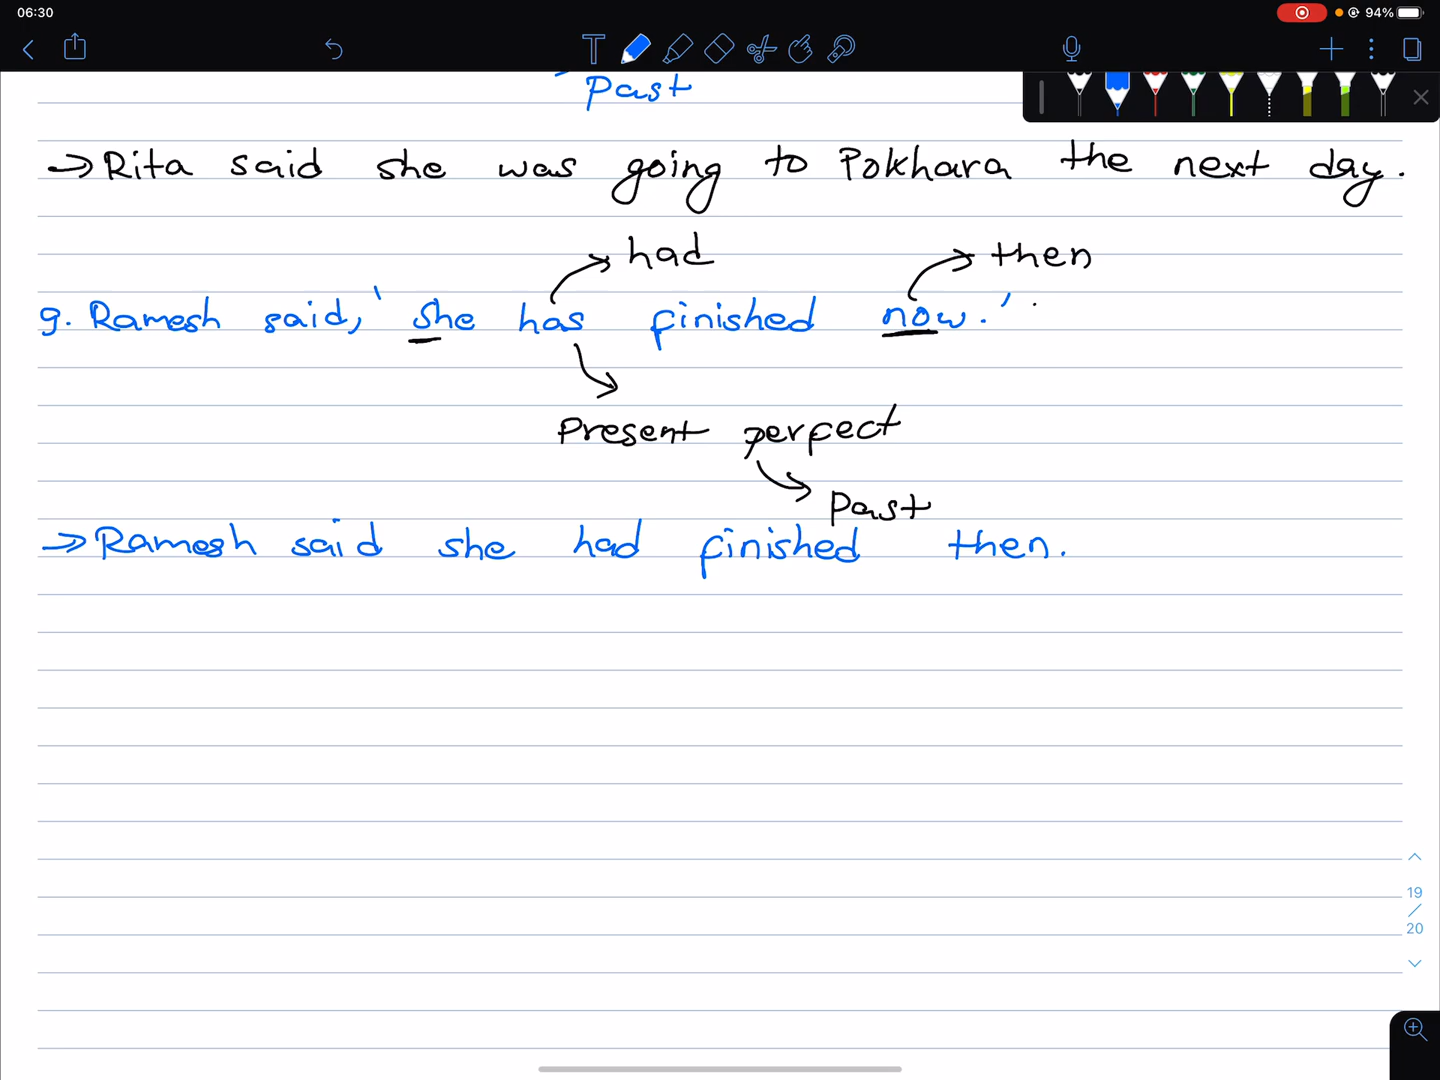 06:30
94%
T
Past
→ Rita said she was going to Pokhara the next day.
had then
g. Ramesh said, 'she has finished now.'
Present perfect
Past
→ Ramesh said she had finished then.
19
/
20